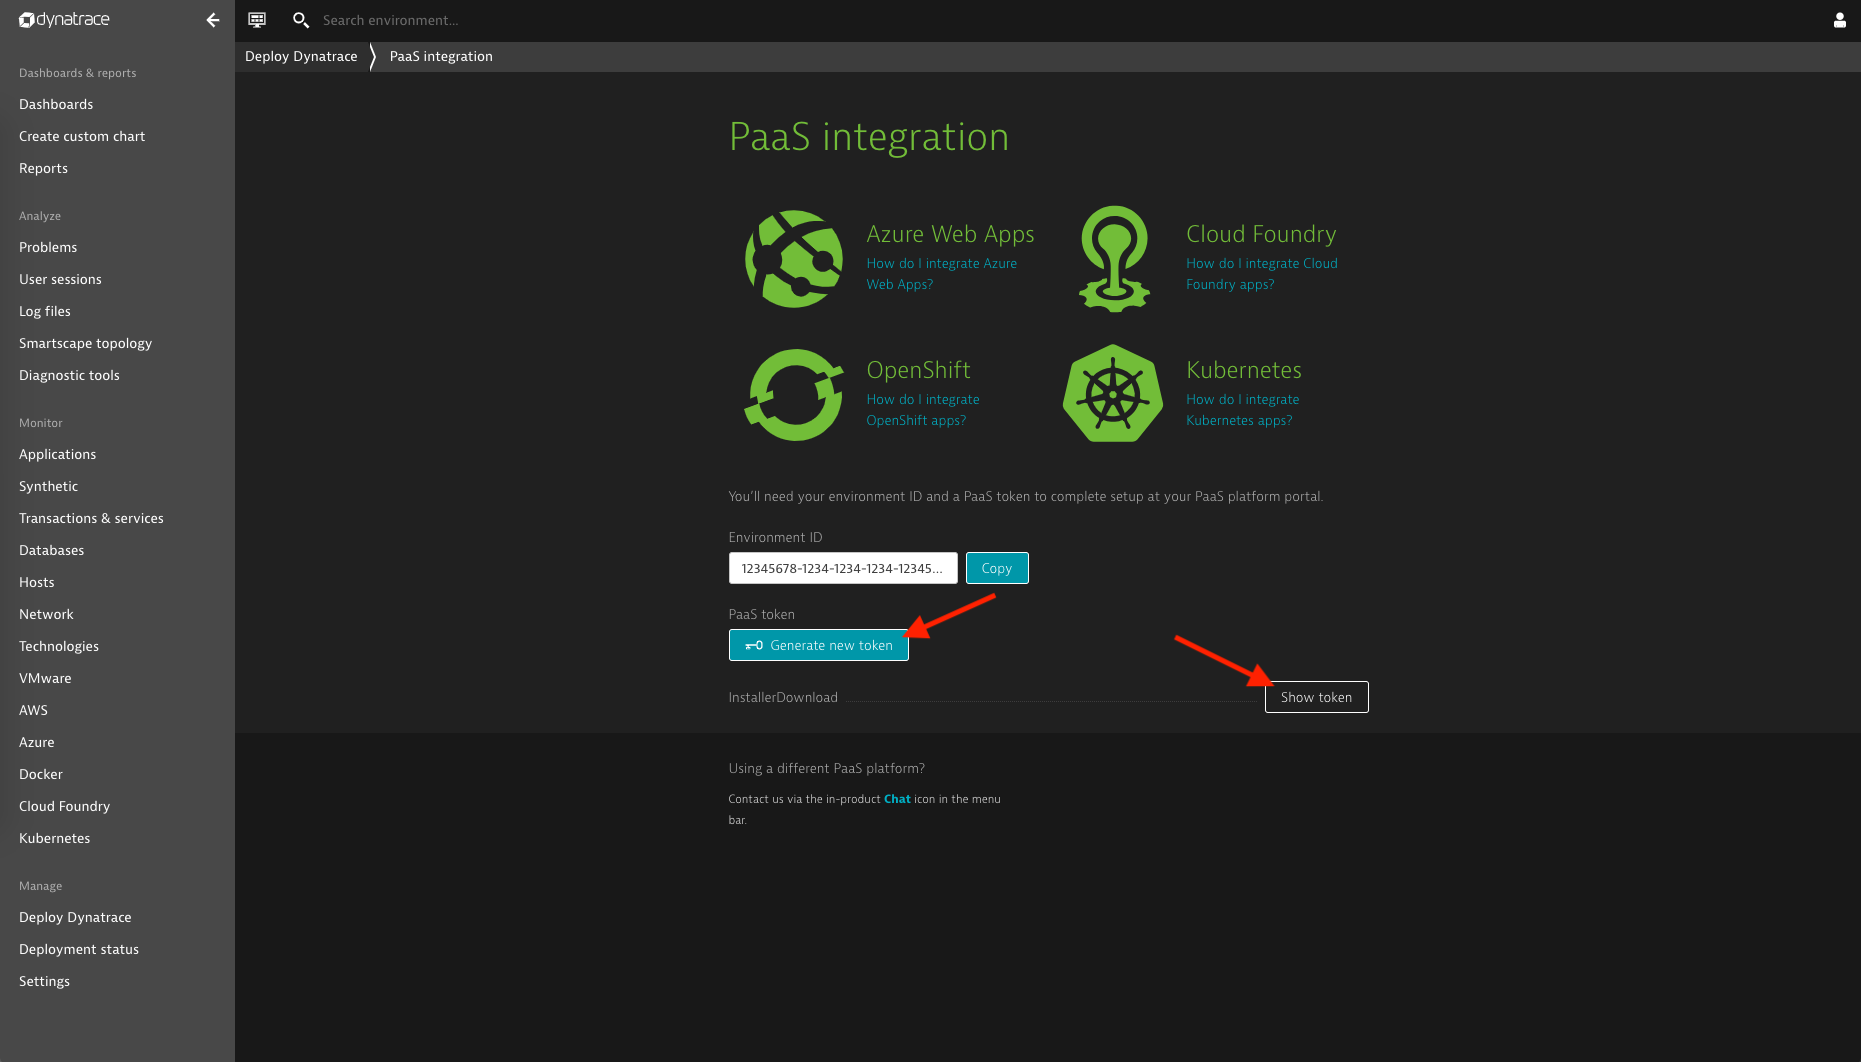 dynatrace
Search environment...
Deploy Dynatrace
PaaS integration
Dashboards & reports
Dashboards
Create custom chart
Reports
Analyze
Problems
User sessions
Log files
Smartscape topology
Diagnostic tools
Monitor
Applications
Synthetic
Transactions & services
Databases
Hosts
Network
Technologies
VMware
AWS
Azure
Docker
Cloud Foundry
Kubernetes
Manage
Deploy Dynatrace
Deployment status
Settings
PaaS integration
Azure Web Apps
How do I integrate Azure
Web Apps?
Cloud Foundry
How do I integrate Cloud
Foundry apps?
OpenShift
How do I integrate
OpenShift apps?
Kubernetes
How do I integrate
Kubernetes apps?
You'll need your environment ID and a PaaS token to complete setup at your PaaS platform portal.
Environment ID
12345678-1234-1234-1234-12345...
Copy
PaaS token
Generate new token
InstallerDownload
Show token
Using a different PaaS platform?
Contact us via the in-product Chat icon in the menu
bar.